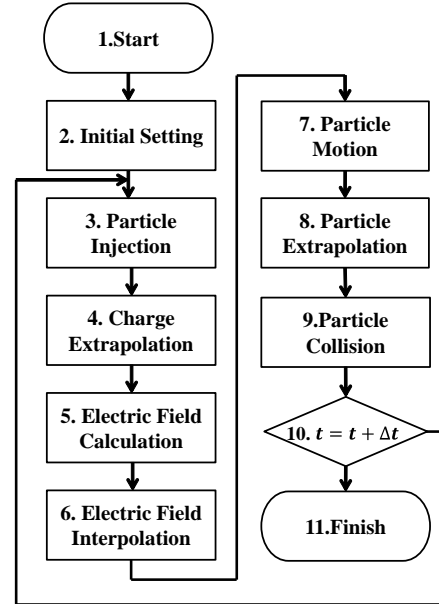 1.Start
2. Initial Setting
3. Particle
Injection
4. Charge
Extrapolation
5. Electric Field
Calculation
6. Electric Field
Interpolation
7. Particle
Motion
8. Particle
Extrapolation
9.Particle
Collision
10. t = t + Δt
11.Finish